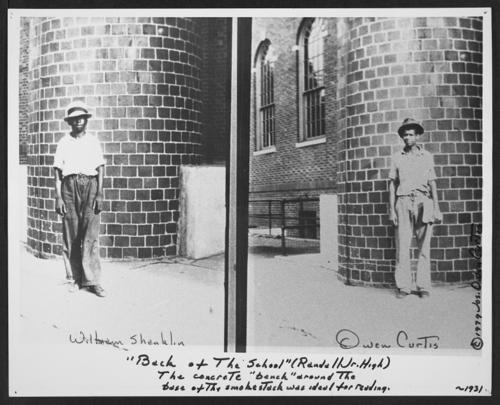 William Shanklin
Owen Curtis
"Back of The School" (Randall Jr. High)
The concrete "bench" around The
base of The smokestack was ideal for reading.
~1931